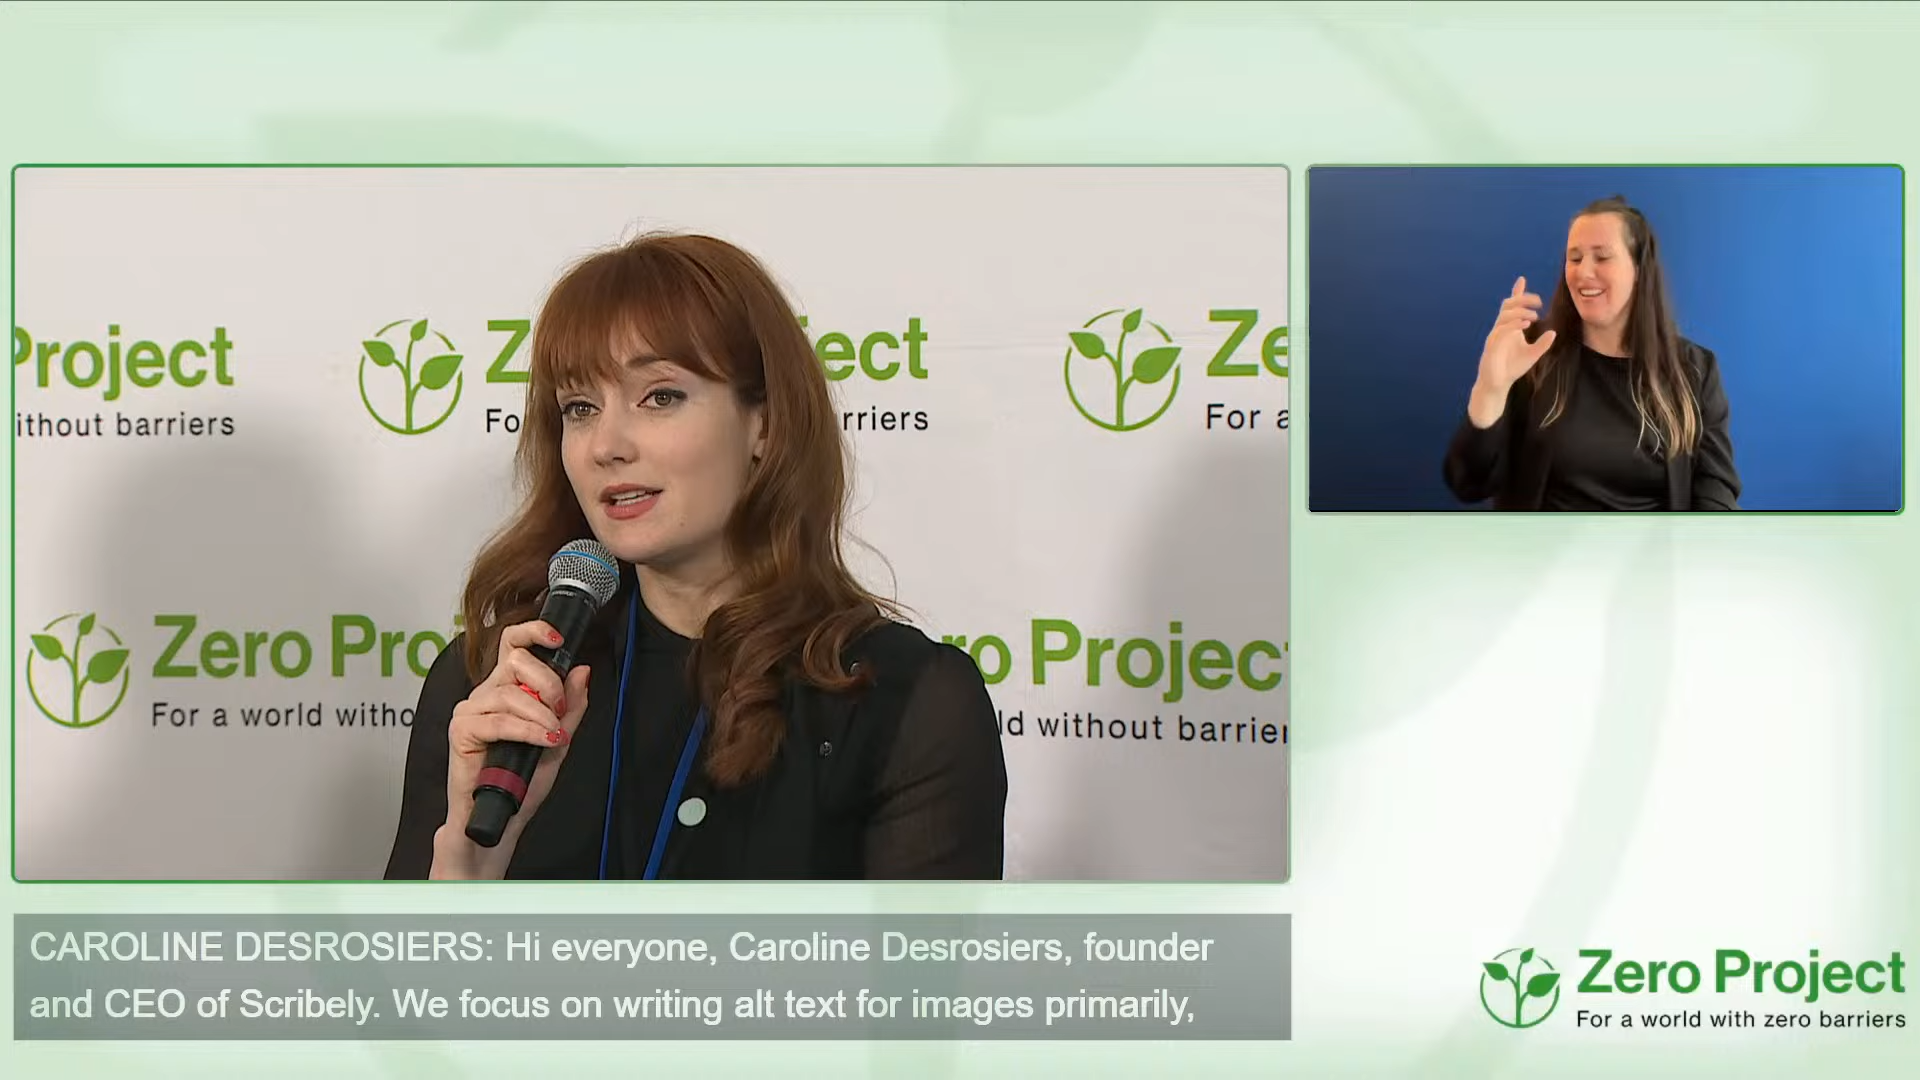 Project
ithout barriers
Z
ect
Fo
rriers
Ze
For a
Zero Pro
For a world witho
ro Project
ld without barrier
CAROLINE DESROSIERS: Hi everyone, Caroline Desrosiers, founder
and CEO of Scribely. We focus on writing alt text for images primarily,
Zero Project
For a world with zero barriers